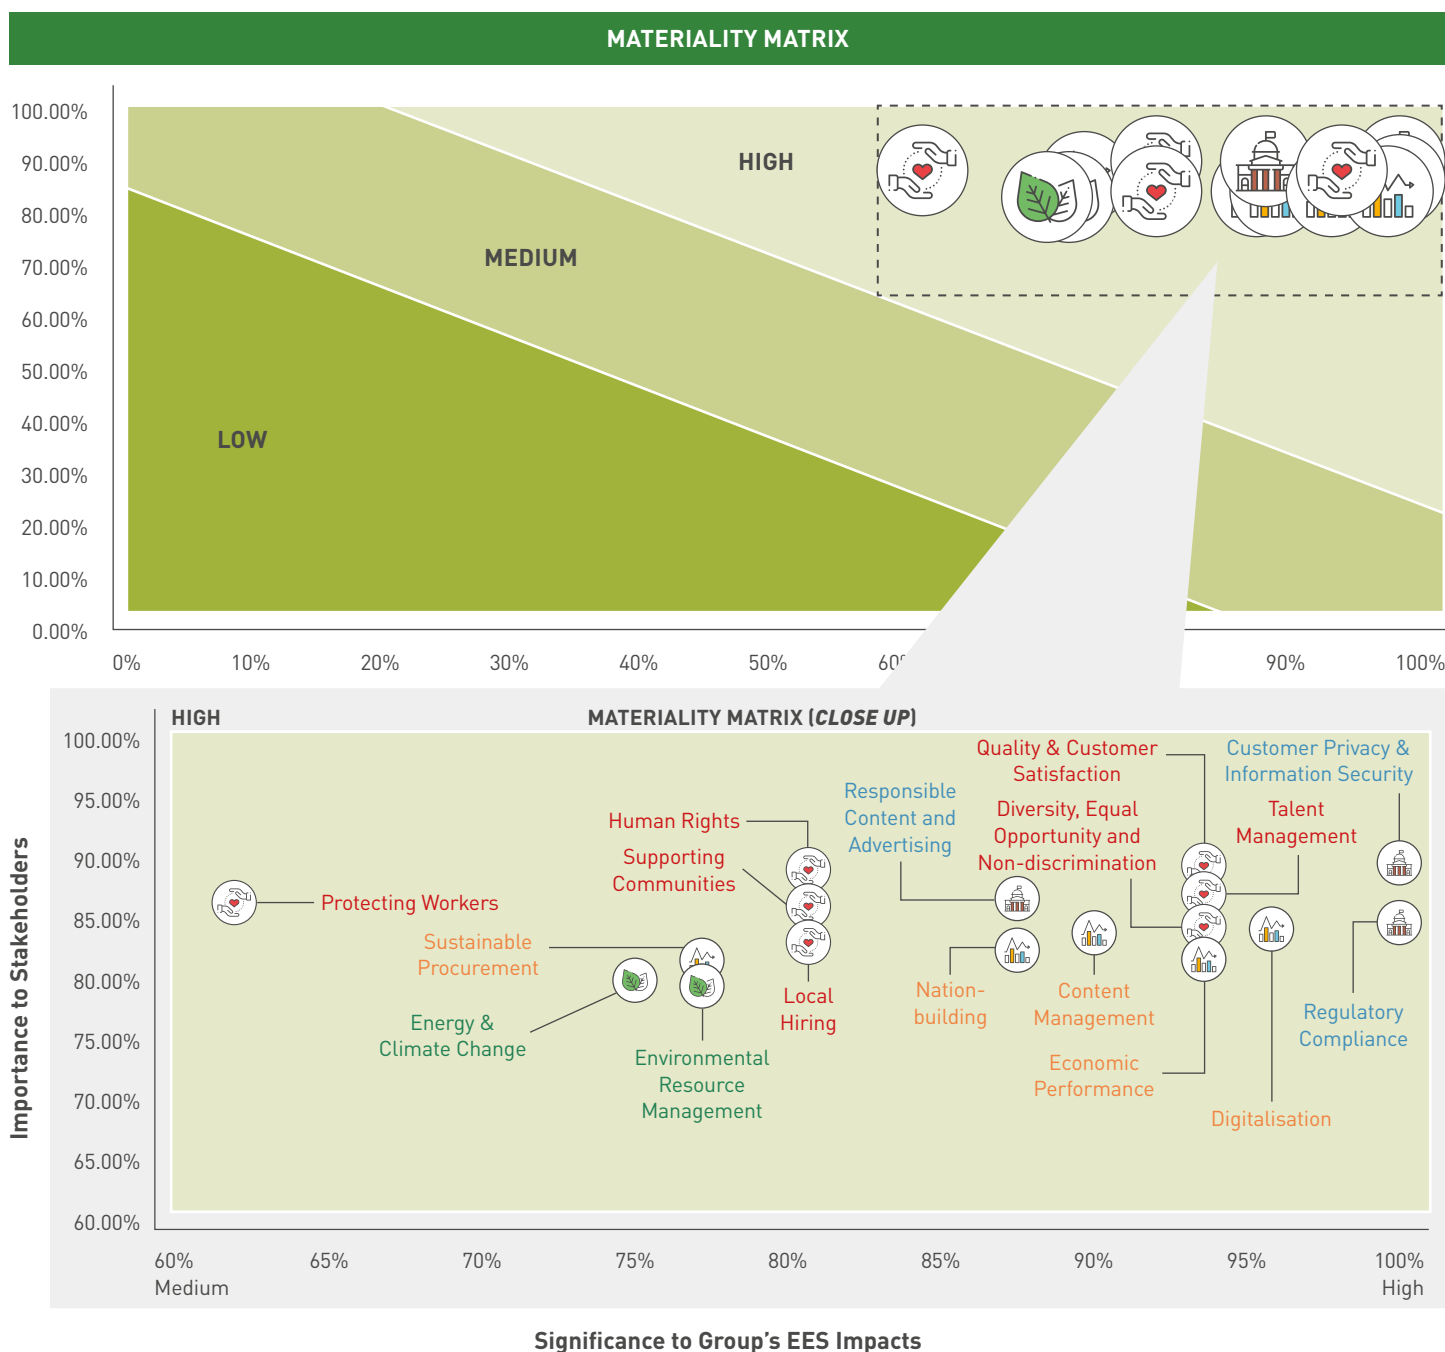 MATERIALITY MATRIX
100.00%
90.00%
80.00%
70.00%
60.00%
50.00%
40.00%
30.00%
20.00%
10.00%
0.00%
HIGH
MEDIUM
LOW
0%
10%
20%
30%
40%
50%
60%
90%
100%
HIGH
MATERIALITY MATRIX (CLOSE UP)
100.00%
95.00%
90.00%
85.00%
80.00%
75.00%
70.00%
65.00%
60.00%
Importance to Stakeholders
Quality & Customer
Satisfaction
Customer Privacy &
Information Security
Responsible
Content and
Advertising
Diversity, Equal
Opportunity and
Non-discrimination
Talent
Management
Human Rights
Supporting
Communities
Protecting Workers
Sustainable
Procurement
Energy &
Climate Change
Environmental
Resource
Management
Local
Hiring
Nation-
building
Content
Management
Economic
Performance
Regulatory
Compliance
Digitalisation
60%
65%
70%
75%
80%
85%
90%
95%
100%
Medium
High
Significance to Group's EES Impacts